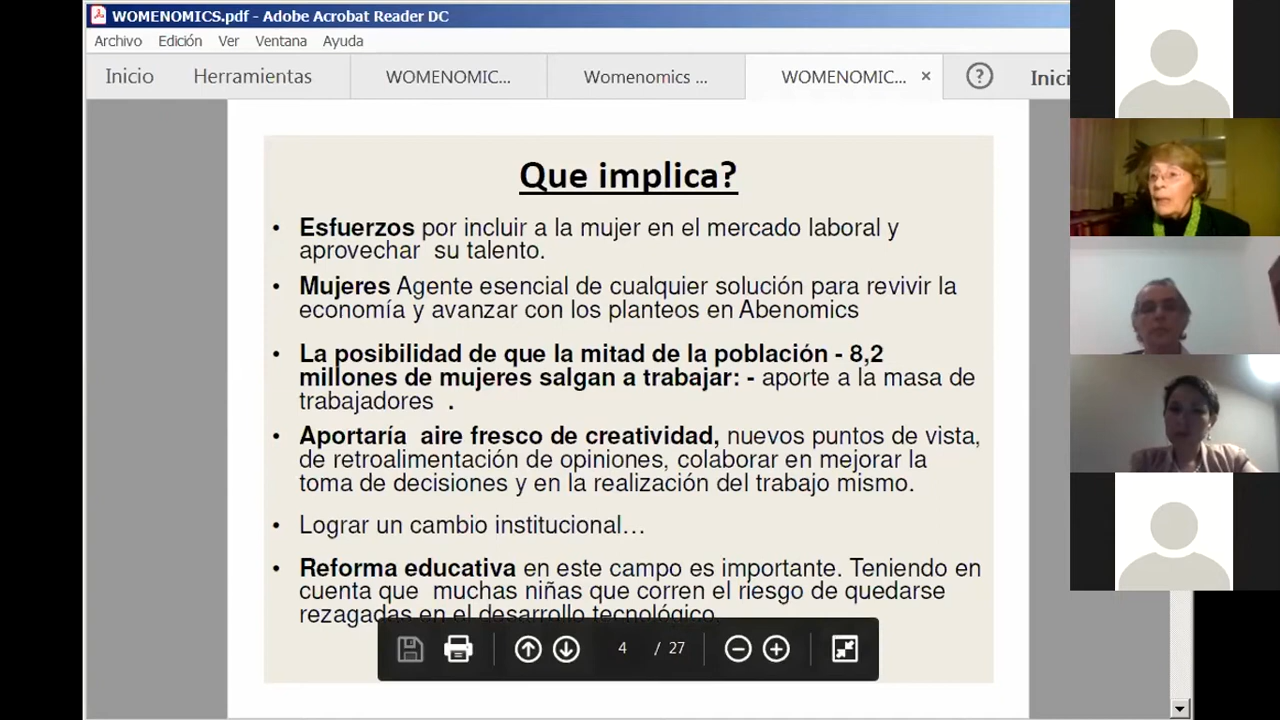 WOMENOMICS.pdf - Adobe Acrobat Reader DC
Archivo Edición Ver Ventana Ayuda
Inicio Herramientas WOMENOMIC... Womenomics ... WOMENOMIC... × ? Inici
Que implica?
• Esfuerzos por incluir a la mujer en el mercado laboral y
aprovechar su talento.
• Mujeres Agente esencial de cualquier solución para revivir la
economía y avanzar con los planteos en Abenomics
• La posibilidad de que la mitad de la población - 8,2
millones de mujeres salgan a trabajar: - aporte a la masa de
trabajadores .
• Aportaría aire fresco de creatividad, nuevos puntos de vista,
de retroalimentación de opiniones, colaborar en mejorar la
toma de decisiones y en la realización del trabajo mismo.
• Lograr un cambio institucional...
• Reforma educativa en este campo es importante. Teniendo en
cuenta que muchas niñas que corren el riesgo de quedarse
rezagadas en el desarrollo tecnológico.
4 / 27